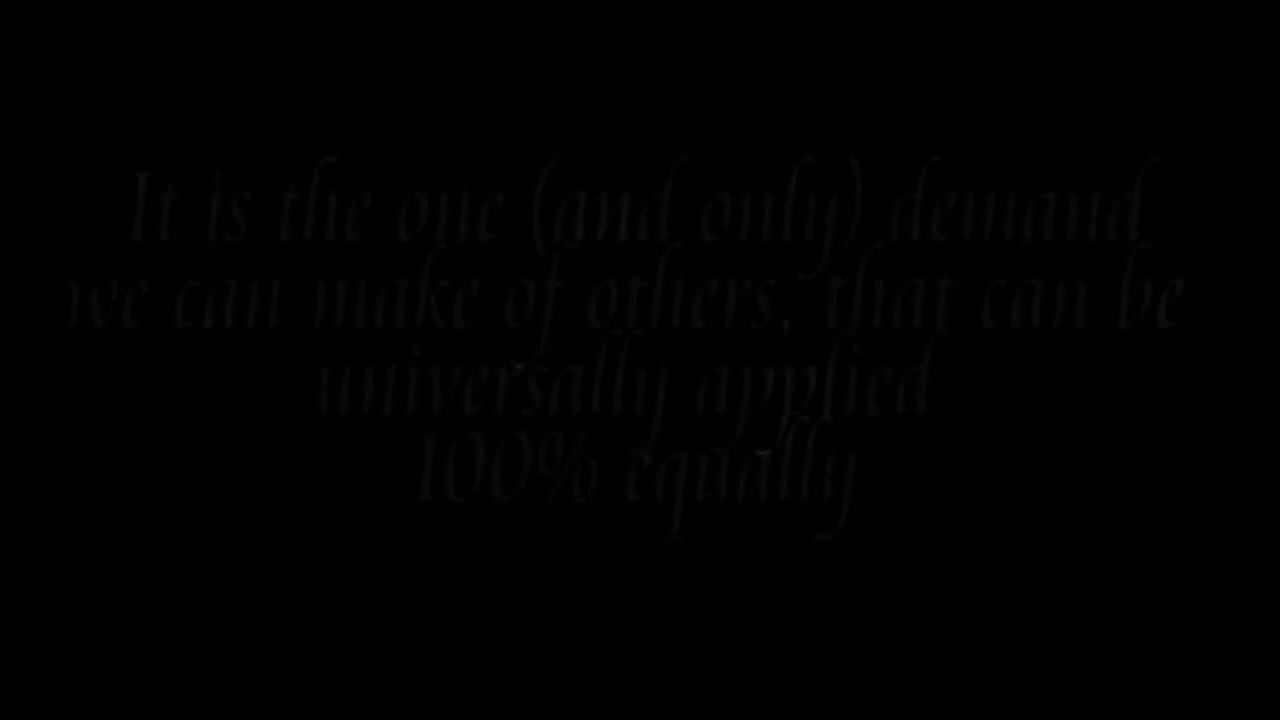 It is the one (and only) demand
we can make of others, that can be
universally applied
100% equally